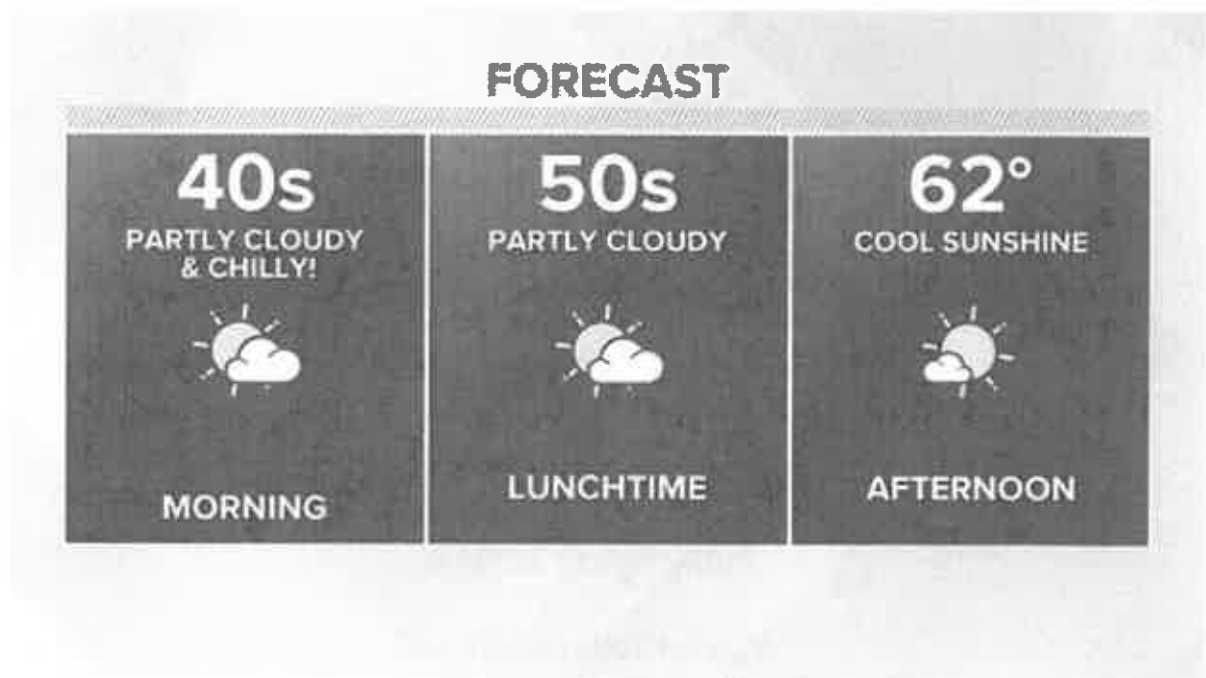 FORECAST
40s
PARTLY CLOUDY
& CHILLY!
MORNING
50s
PARTLY CLOUDY
LUNCHTIME
62°
COOL SUNSHINE
AFTERNOON